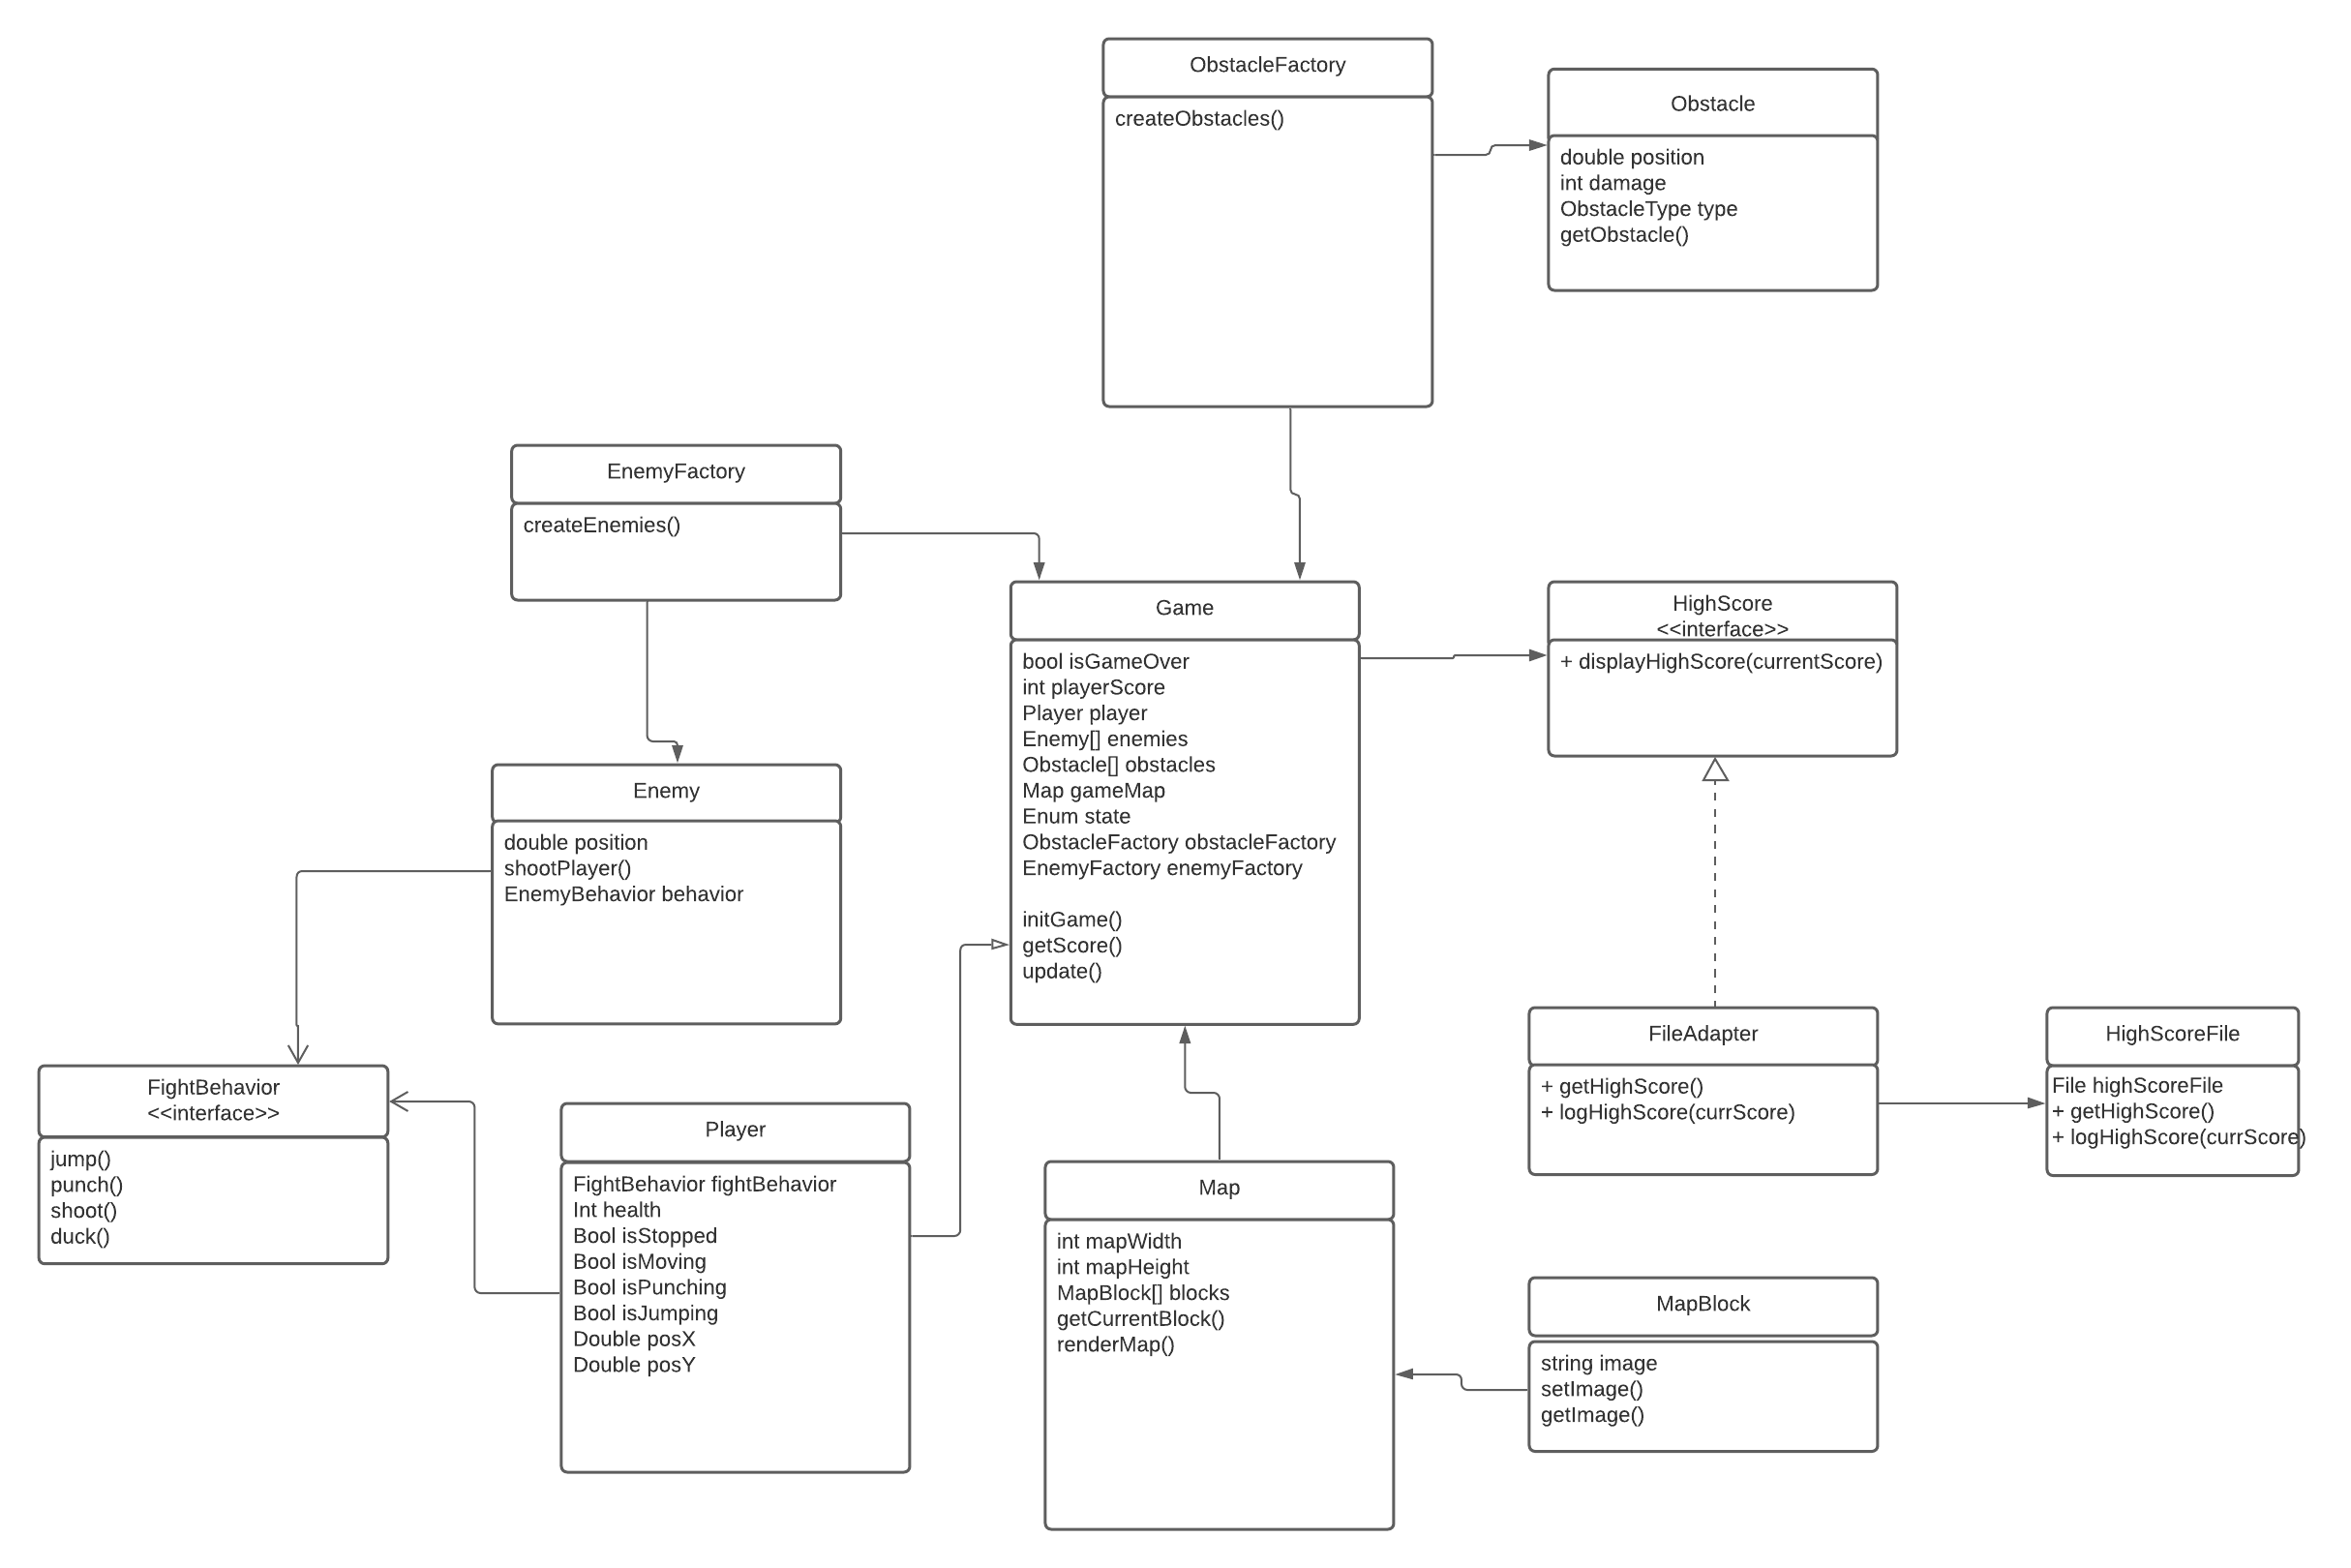 ObstacleFactory
createObstacles()
Obstacle
double position
int damage
ObstacleType type
getObstacle()
EnemyFactory
createEnemies()
Game
bool isGameOver
int playerScore
Player player
Enemy[] enemies
Obstacle[] obstacles
Map gameMap
Enum state
ObstacleFactory obstacleFactory
EnemyFactory enemyFactory
initGame()
getScore()
update()
HighScore
<<interface>>
+ displayHighScore(currentScore)
Enemy
double position
shootPlayer()
EnemyBehavior behavior
FightBehavior
<<interface>>
jump()
punch()
shoot()
duck()
Player
FightBehavior fightBehavior
Int health
Bool isStopped
Bool isMoving
Bool isPunching
Bool isJumping
Double posX
Double posY
FileAdapter
+ getHighScore()
+ logHighScore(currScore)
HighScoreFile
File highScoreFile
+ getHighScore()
+ logHighScore(currScore)
Map
int mapWidth
int mapHeight
MapBlock[] blocks
getCurrentBlock()
renderMap()
MapBlock
string image
setImage()
getImage()